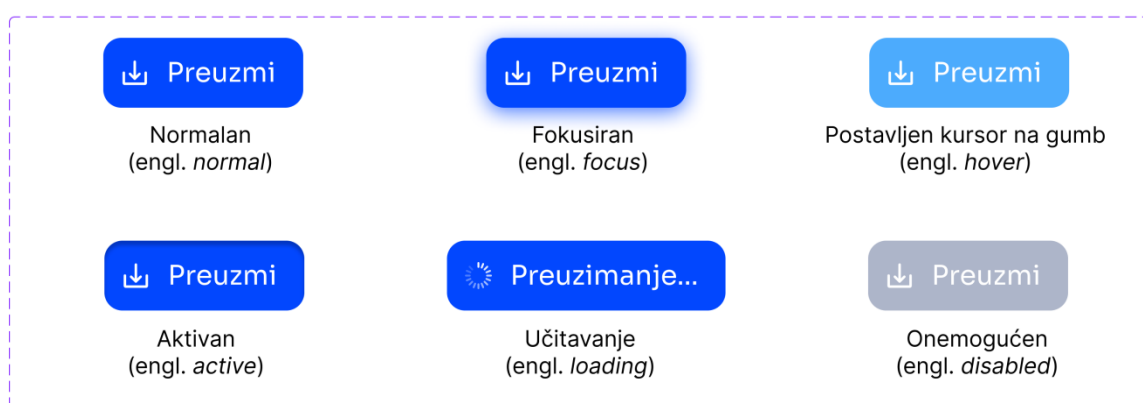 Preuzmi
Preuzmi
Preuzmi
Normalan
(engl. normal)
Fokusiran
(engl. focus)
Postavljen kursor na gumb
(engl. hover)
Preuzmi
Preuzimanje...
Preuzmi
Aktivan
(engl. active)
Učitavanje
(engl. loading)
Onemogućen
(engl. disabled)